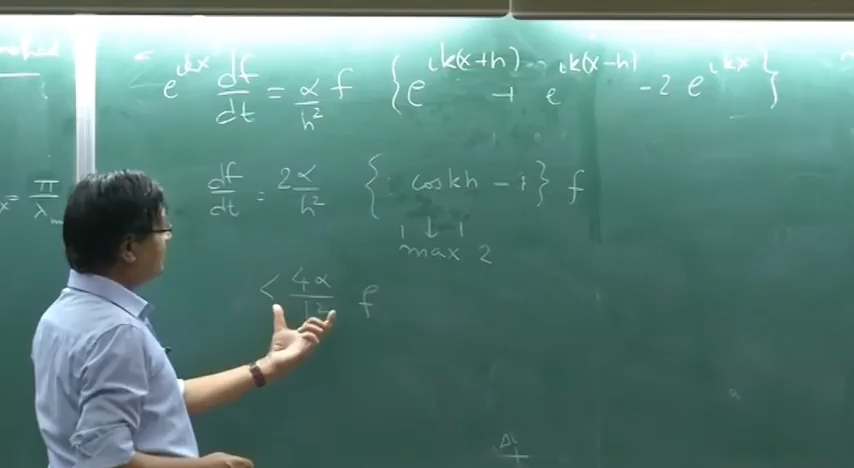 e^{ikx} df/dt = α/h² f { e^{ik(x+h)} + e^{ik(x-h)} - 2 e^{ikx} }
x = π/λ
df/dt = 2α/h² { cos kh - 1 } f
max 2
< 4α/h² f